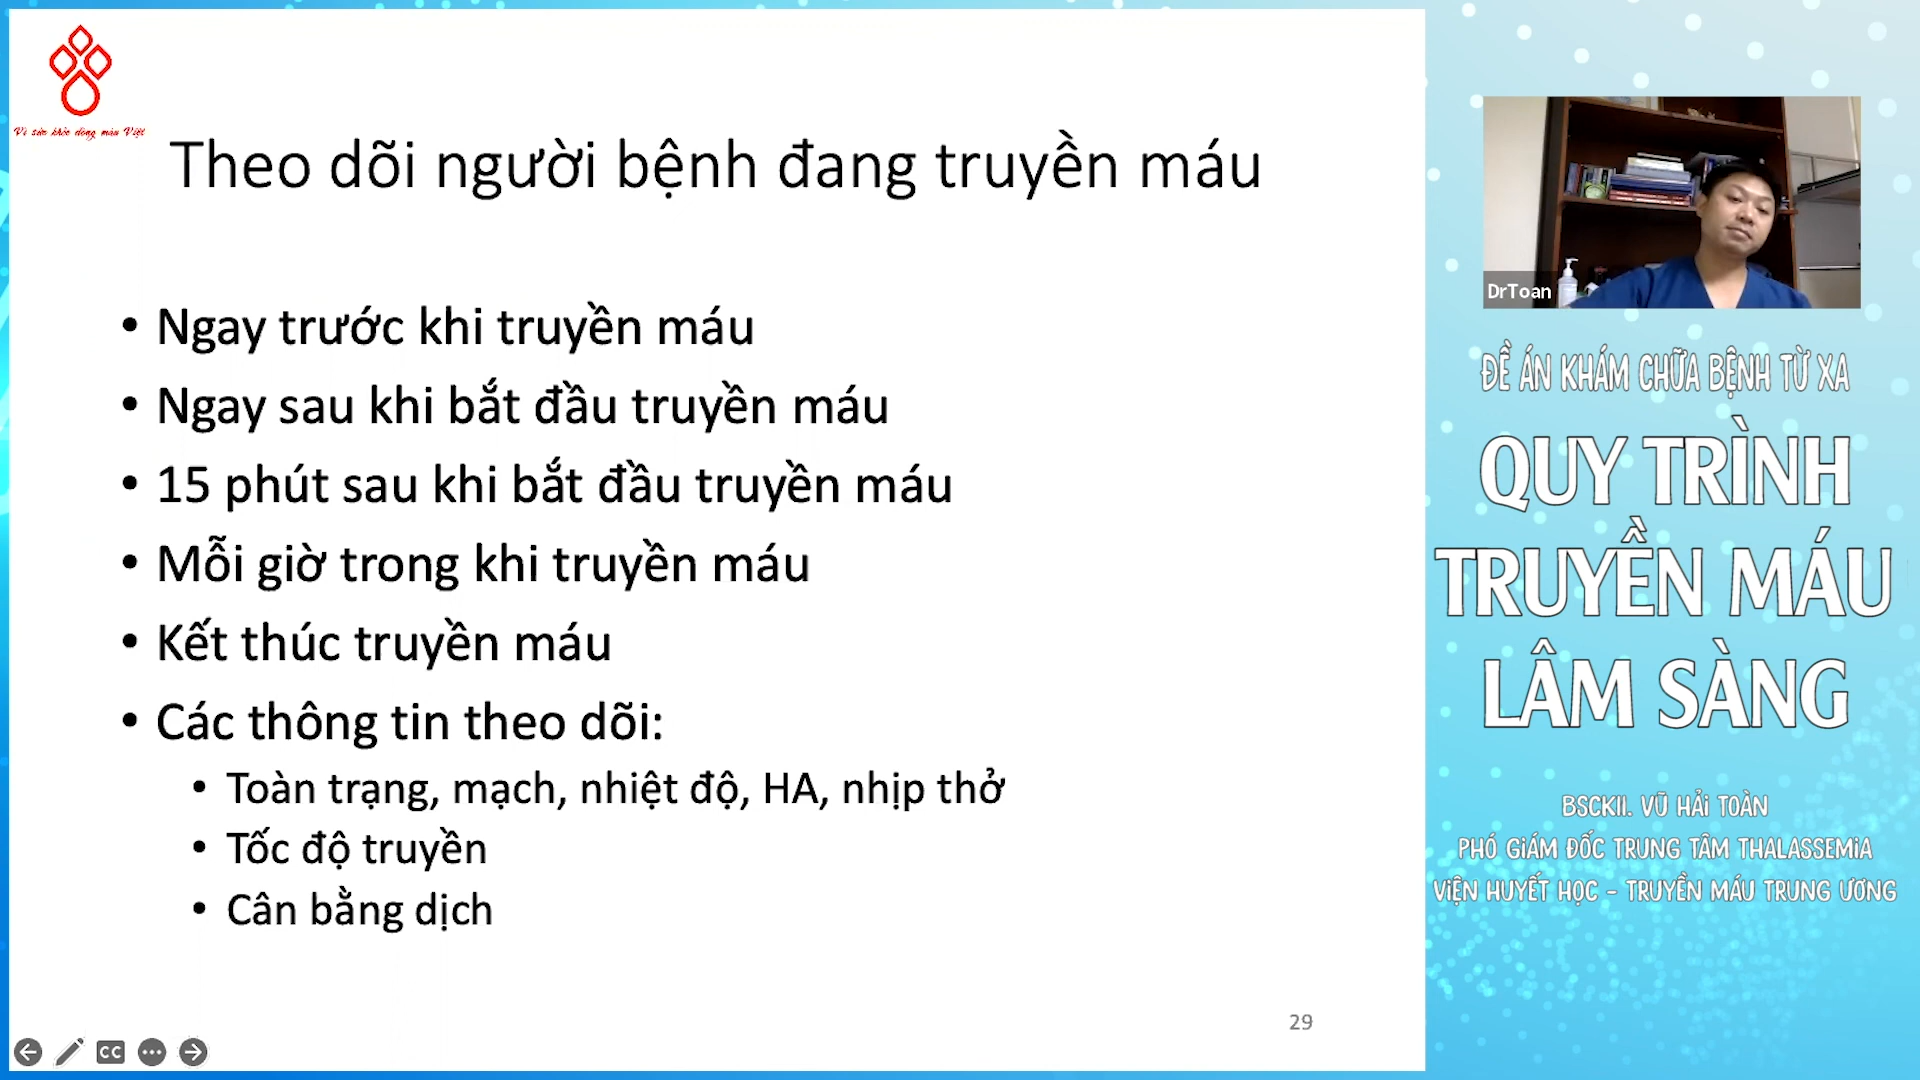 Vì sức khỏe dòng máu Việt
Theo dõi người bệnh đang truyền máu
• Ngay trước khi truyền máu
• Ngay sau khi bắt đầu truyền máu
• 15 phút sau khi bắt đầu truyền máu
• Mỗi giờ trong khi truyền máu
• Kết thúc truyền máu
• Các thông tin theo dõi:
• Toàn trạng, mạch, nhiệt độ, HA, nhịp thở
• Tốc độ truyền
• Cân bằng dịch
29
CC
DrToan
ĐỀ ÁN KHÁM CHỮA BỆNH TỪ XA
QUY TRÌNH
TRUYỀN MÁU
LÂM SÀNG
BSCKII. VŨ HẢI TOÀN
PHÓ GIÁM ĐỐC TRUNG TÂM THALASSEMIA
VIỆN HUYẾT HỌC - TRUYỀN MÁU TRUNG ƯƠNG